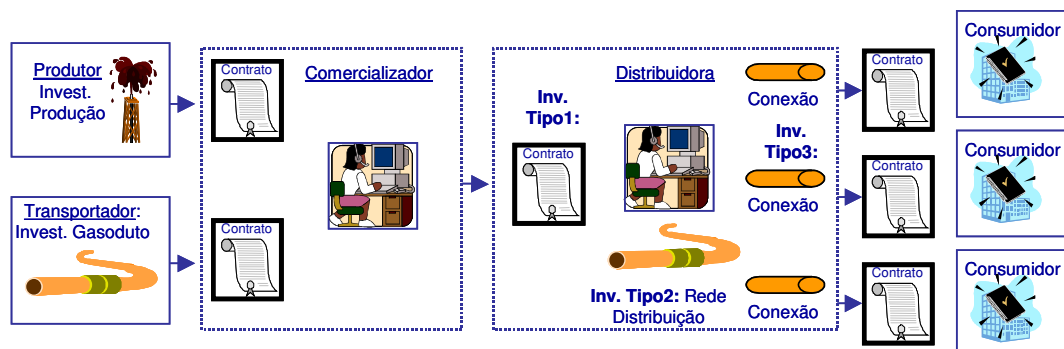 Produtor
Invest.
Produção
Transportador:
Invest. Gasoduto
Contrato
Contrato
Comercializador
Distribuidora
Inv.
Tipo1:
Contrato
Inv. Tipo2: Rede
Distribuição
Conexão
Inv.
Tipo3:
Conexão
Conexão
Contrato
Contrato
Contrato
Consumidor
Consumidor
Consumidor